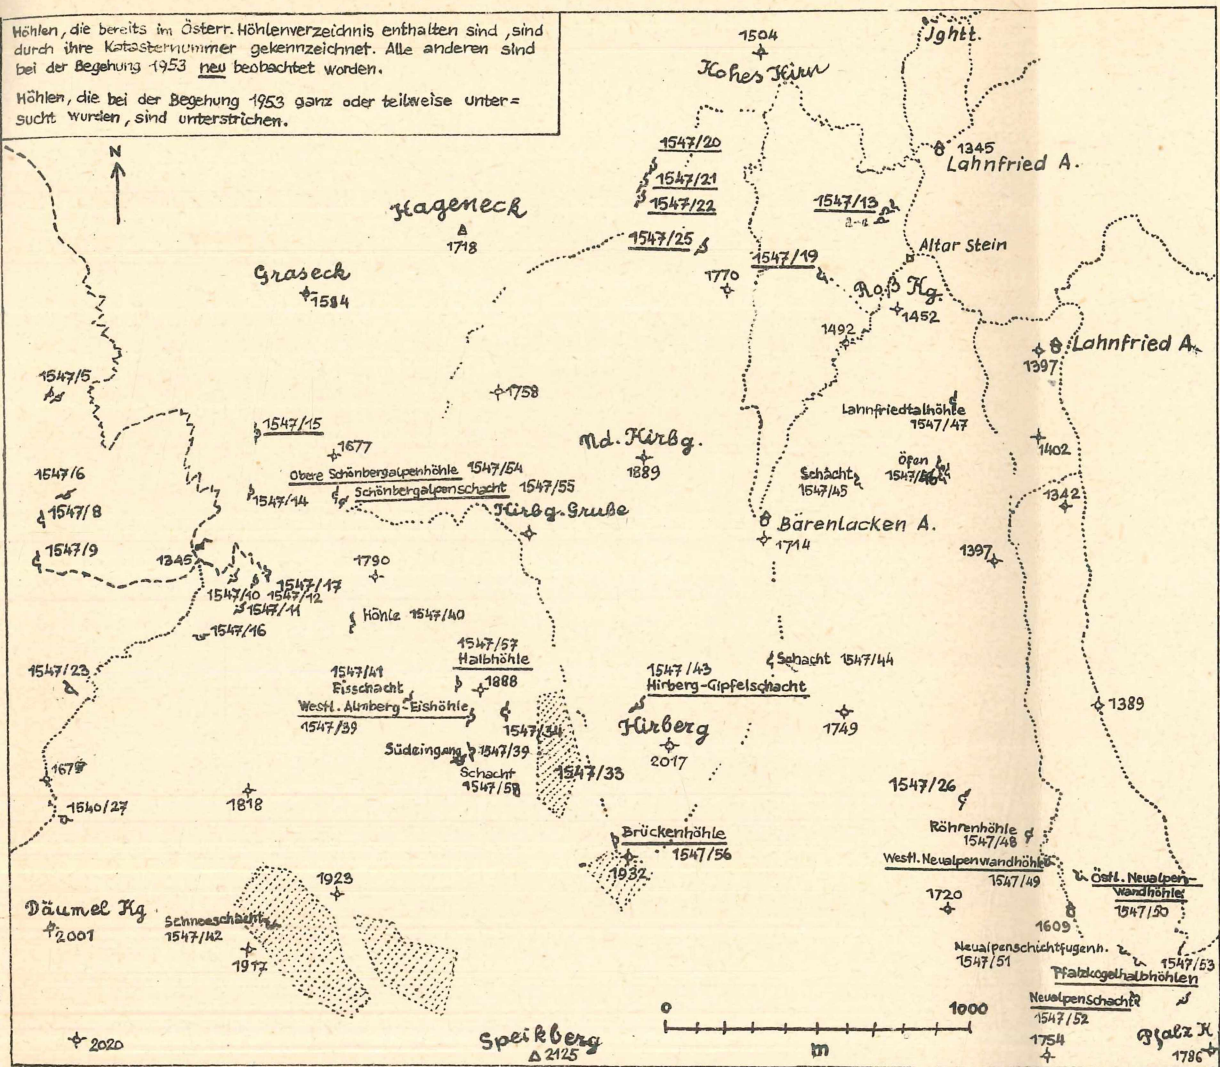 Höhlen, die bereits im Österr. Höhlenverzeichnis enthalten sind, sind
durch ihre Katasternummer gekennzeichnet. Alle anderen sind
bei der Begehung 1953 neu beobachtet worden.
Höhlen, die bei der Begehung 1953 ganz oder teilweise unter=
sucht wurden, sind unterstrichen.
N
Jghtt.
1504
Hohes Hirn
1345
Lahnfried A.
1547/20
1547/21
1547/22
1547/13
a-e
Hageneck
1718
1547/25
1547/19
Altar Stein
Graseck
1584
1770
Roß Kg.
1452
1492
Lahnfried A.
1397
1547/5
1758
Lahnfriedtalhöhle
1547/47
1547/15
1677
Nd. Hirbg.
1889
1402
Obere Schönbergalpenhöhle 1547/54
Schönbergalpenschacht 1547/55
Schacht
1547/45
Öfen
1547/46
1547/6
1547/8
1547/14
1342
Hirbg-Grube
Bärenlacken A.
1714
1547/9
1345
1790
1397
1547/17
1547/10 1547/12
1547/11
1547/16
Höhle 1547/40
1547/57
Halbhöhle
1888
1547/23
1547/41
Eisschacht
1547/43
Hirberg-Gipfelschacht
Schacht 1547/44
Westl. Almberg-Eishöhle
1547/39
1547/34
Hirberg
2017
1749
1389
Südeingang 1547/39
Schacht
1547/58
1547/33
1679
1540/27
1818
1547/26
Röhrenhöhle
1547/48
Brückenhöhle
1547/56
1932
Westl. Neualpenwandhöhle
1547/49
Östl. Neualpen-
wandhöhle
1547/50
1923
1720
1609
Däumel Kg.
2001
Schneeschacht
1547/42
1917
Neualpenschichtfugenh.
1547/51
1547/53
Pfalzkogelhalbhöhlen
Neualpenschacht
1547/52
0 1000
m
2020
Speikberg
2125
1754
Pfalz K
1786